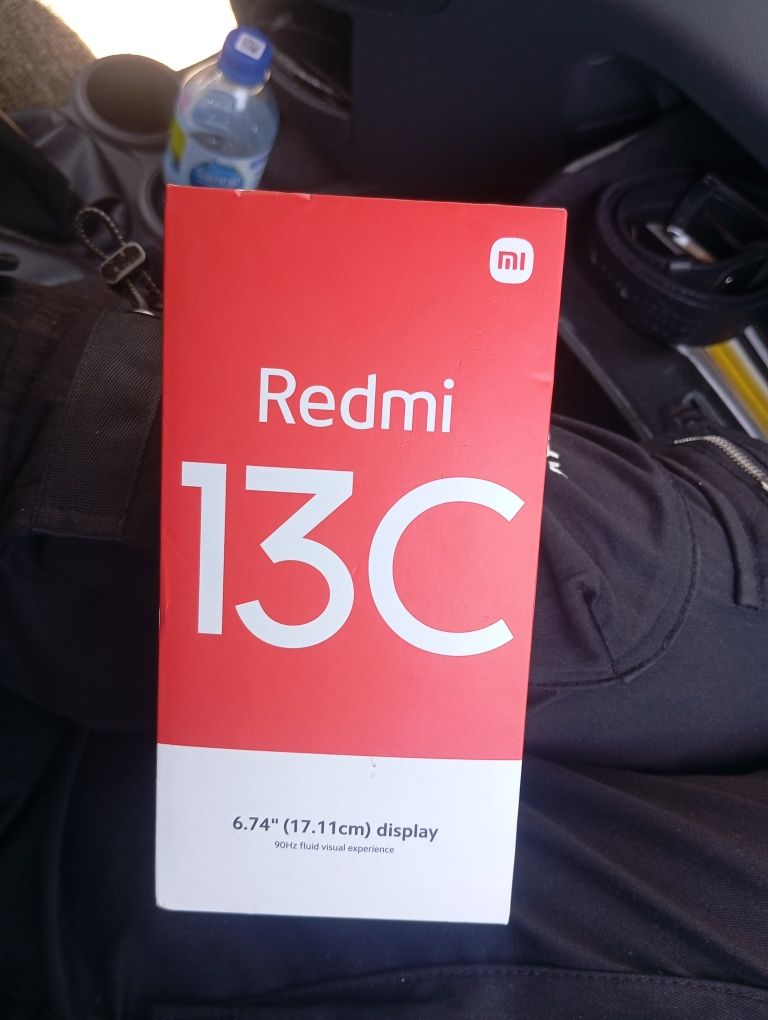 mi
Redmi
13C
6.74" (17.11cm) display
90Hz fluid visual experience